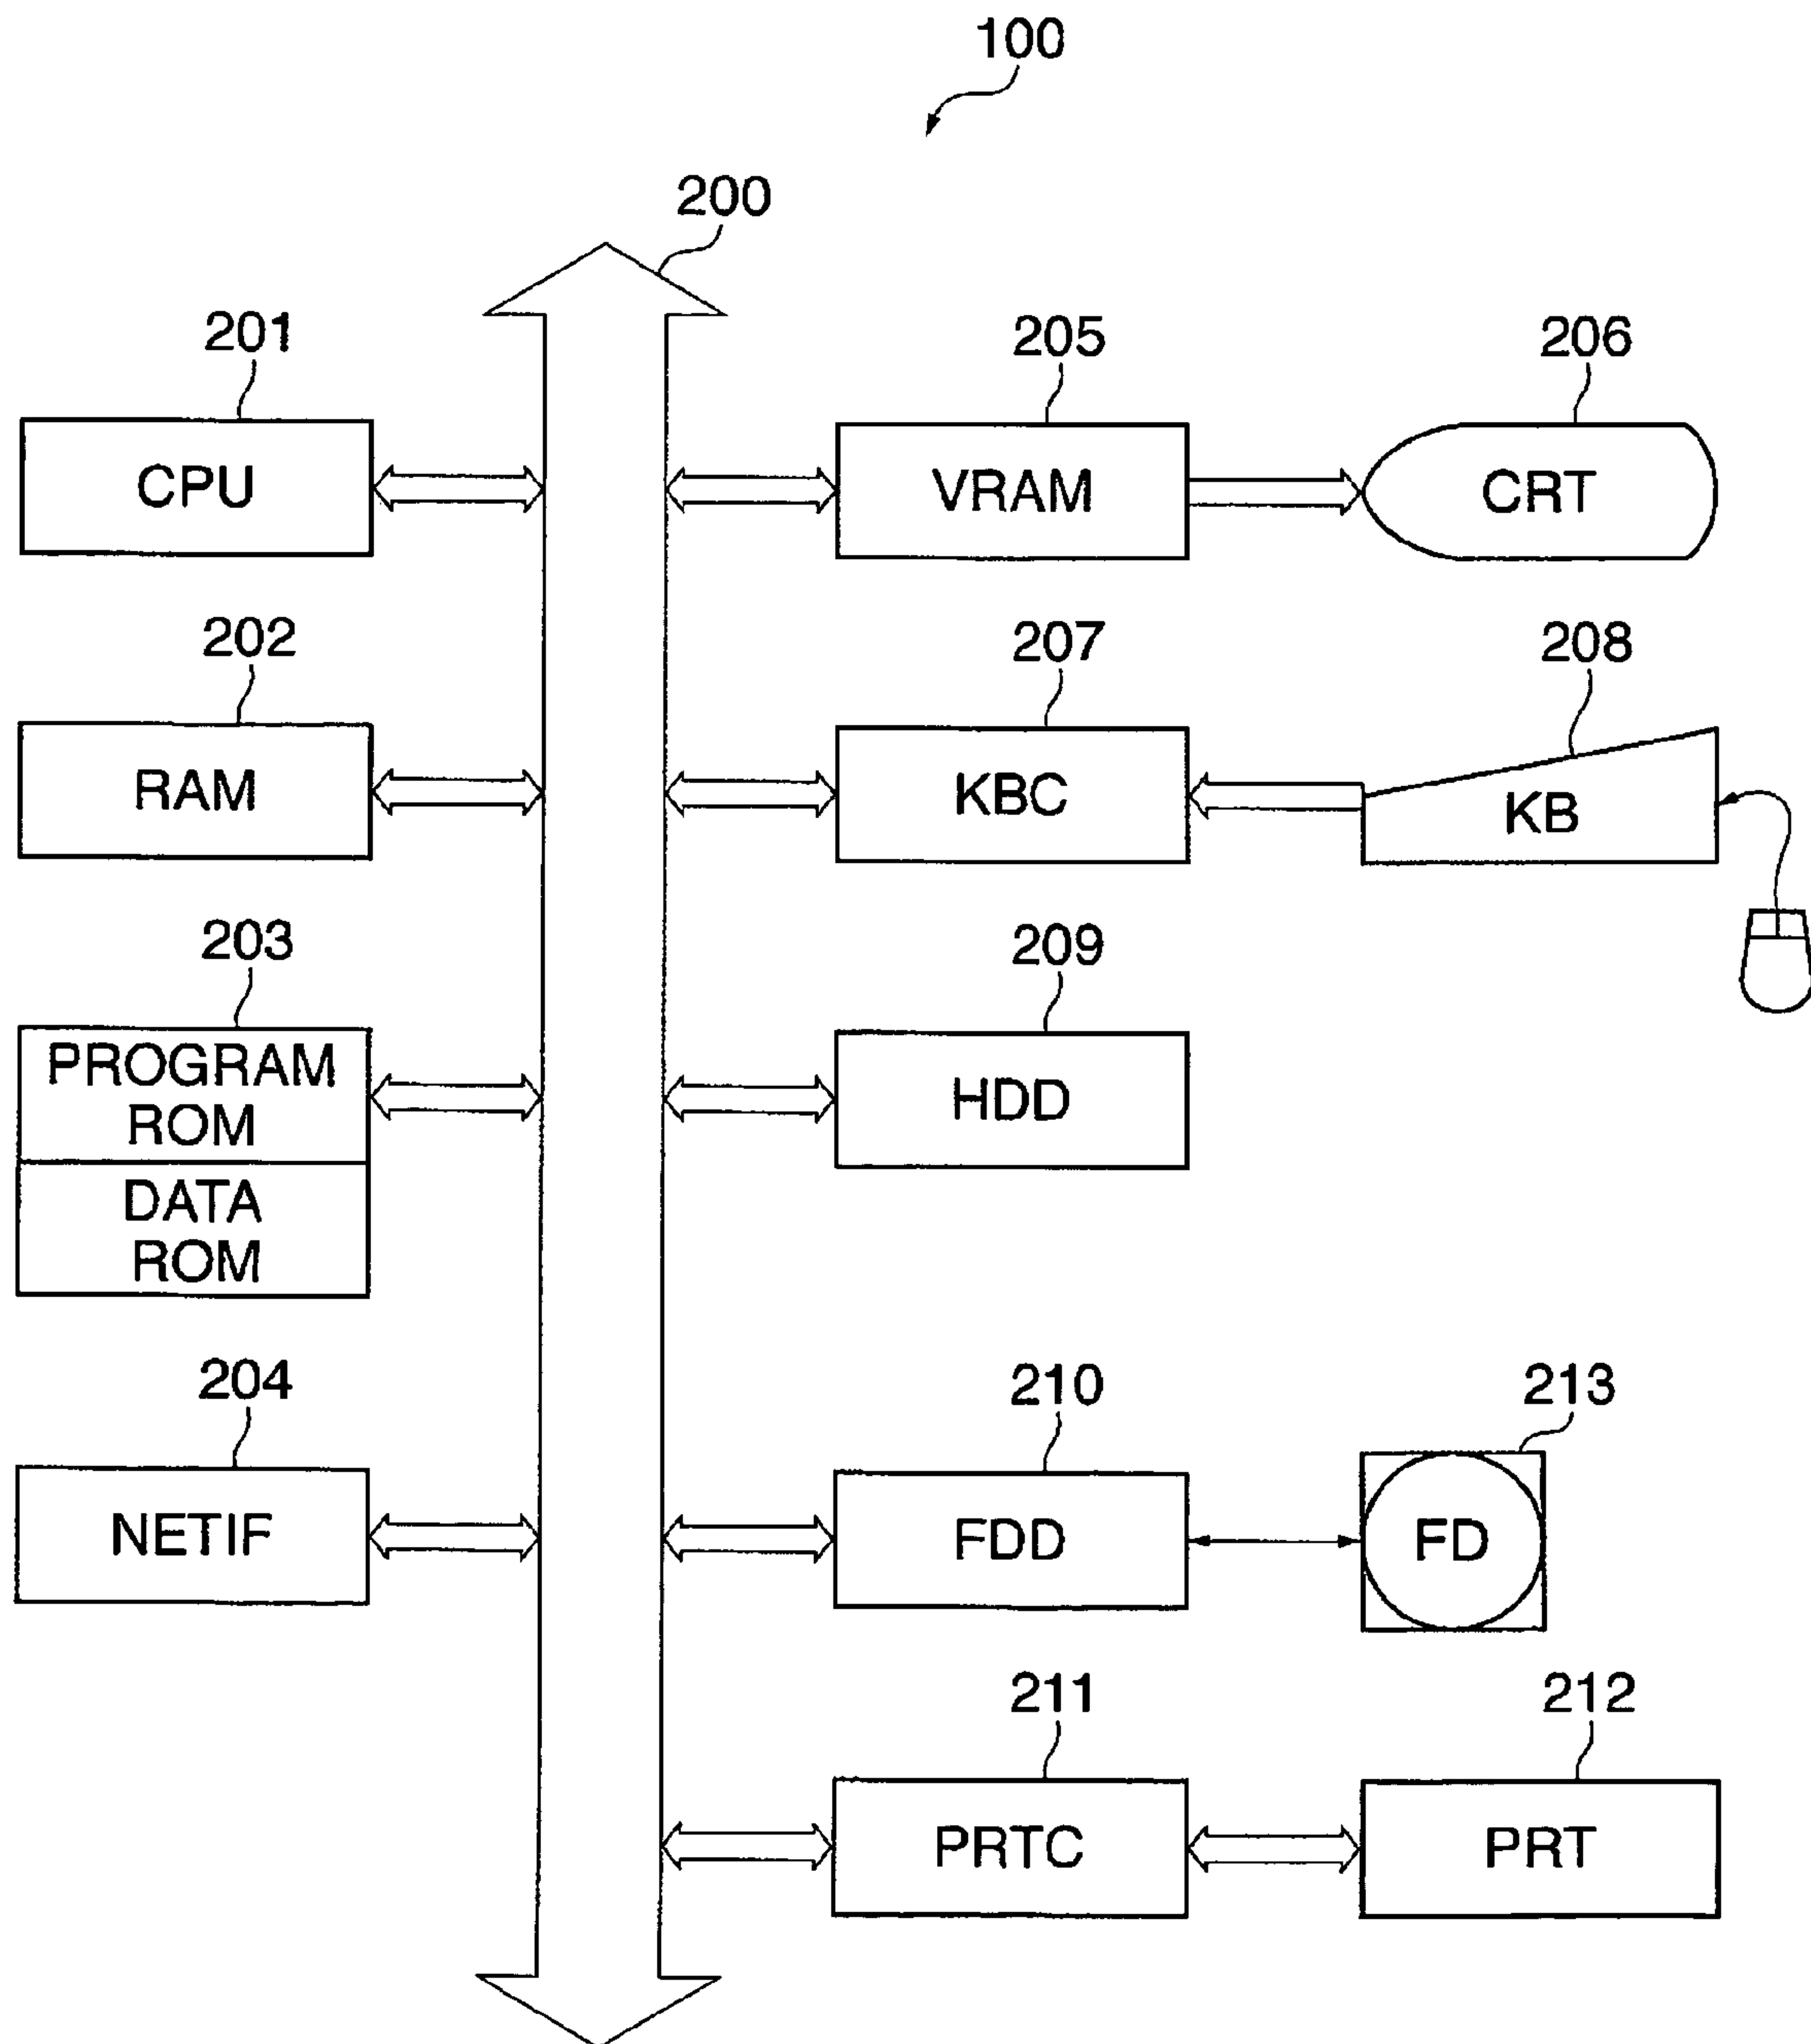 100
200
201
205
206
CPU
VRAM
CRT
202
207
208
RAM
KBC
KB
203
209
PROGRAM
ROM
HDD
DATA
ROM
204
210
213
NETIF
FDD
FD
211
212
PRTC
PRT